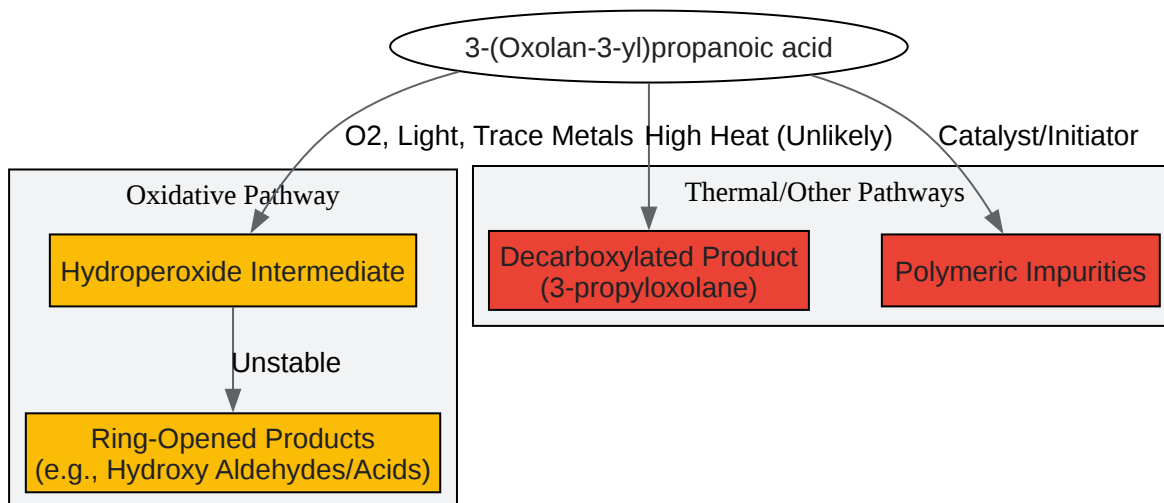 3-(Oxolan-3-yl)propanoic acid
O2, Light, Trace Metals
High Heat (Unlikely)
Catalyst/Initiator
Oxidative Pathway
Thermal/Other Pathways
Hydroperoxide Intermediate
Decarboxylated Product
(3-propyloxolane)
Polymeric Impurities
Unstable
Ring-Opened Products
(e.g., Hydroxy Aldehydes/Acids)